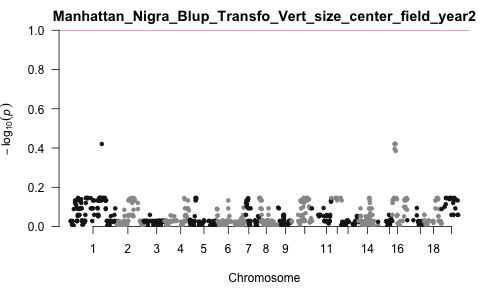 Manhattan_Nigra_Blup_Transfo_Vert_size_center_field_year2
1.0
0.8
0.6
0.4
0.2
0.0
− log10(p)
1 2 3 4 5 6 7 8 9 11 14 16 18
Chromosome